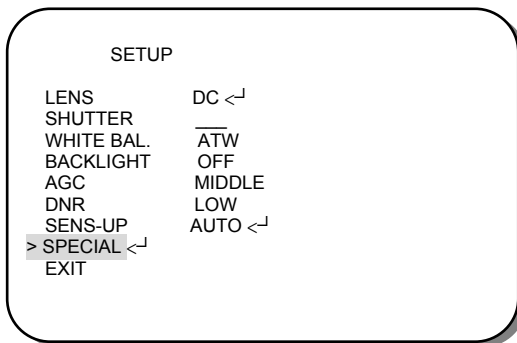 SETUP
LENS DC <┘
SHUTTER ___
WHITE BAL. ATW
BACKLIGHT OFF
AGC MIDDLE
DNR LOW
SENS-UP AUTO <┘
> SPECIAL <┘
EXIT